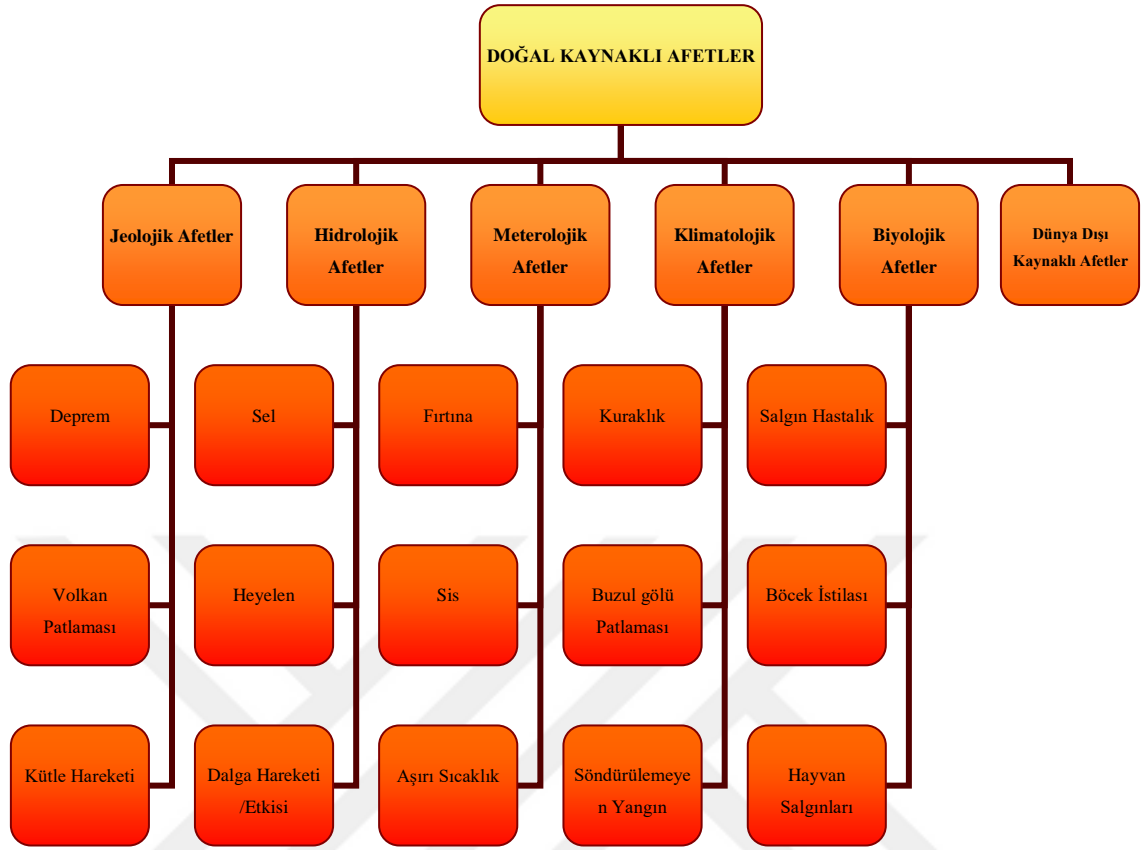 DOĞAL KAYNAKLI AFETLER
Jeolojik Afetler
Hidrolojik
Afetler
Meterolojik
Afetler
Klimatolojik
Afetler
Biyolojik
Afetler
Dünya Dışı
Kaynaklı Afetler
Deprem
Sel
Fırtına
Kuraklık
Salgın Hastalık
Volkan
Patlaması
Heyelen
Sis
Buzul gölü
Patlaması
Böcek İstilası
Kütle Hareketi
Dalga Hareketi
/Etkisi
Aşırı Sıcaklık
Söndürülemeye
n Yangın
Hayvan
Salgınları